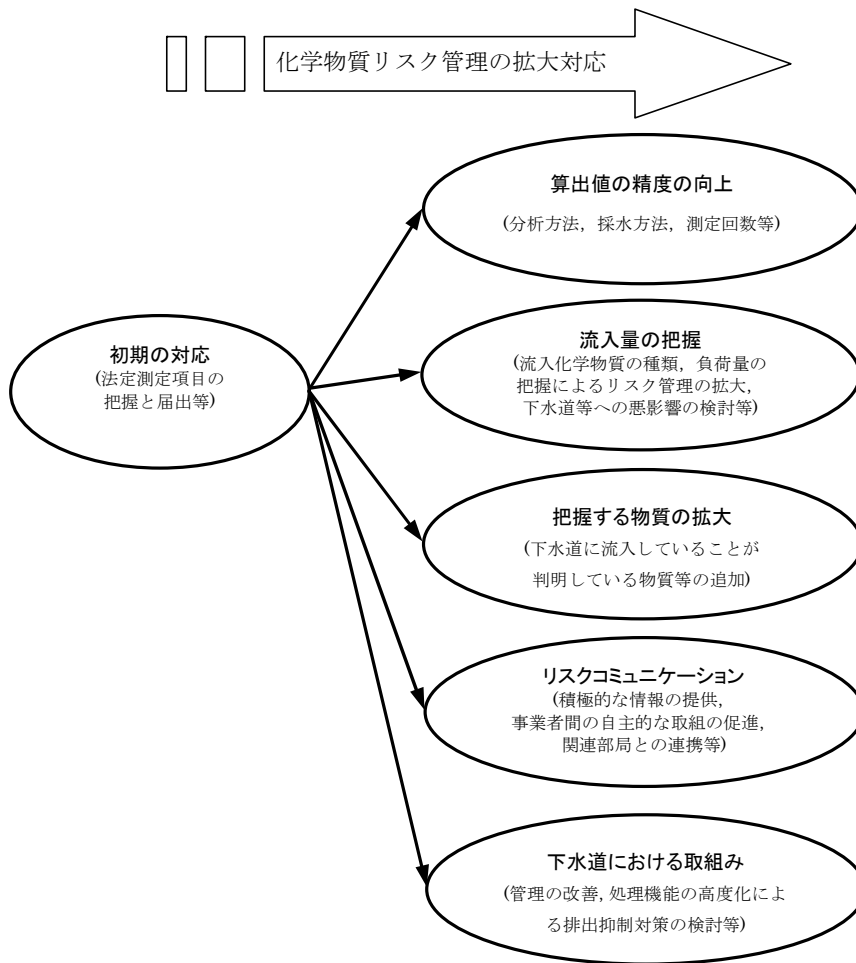 化学物質リスク管理の拡大対応
算出値の精度の向上
(分析方法，採水方法，測定回数等)
初期の対応
(法定測定項目の
把握と届出等)
流入量の把握
(流入化学物質の種類，負荷量の
把握によるリスク管理の拡大，
下水道等への悪影響の検討等)
把握する物質の拡大
(下水道に流入していることが
判明している物質等の追加)
リスクコミュニケーション
(積極的な情報の提供，
事業者間の自主的な取組の促進，
関連部局との連携等)
下水道における取組み
(管理の改善，処理機能の高度化によ
る排出抑制対策の検討等)